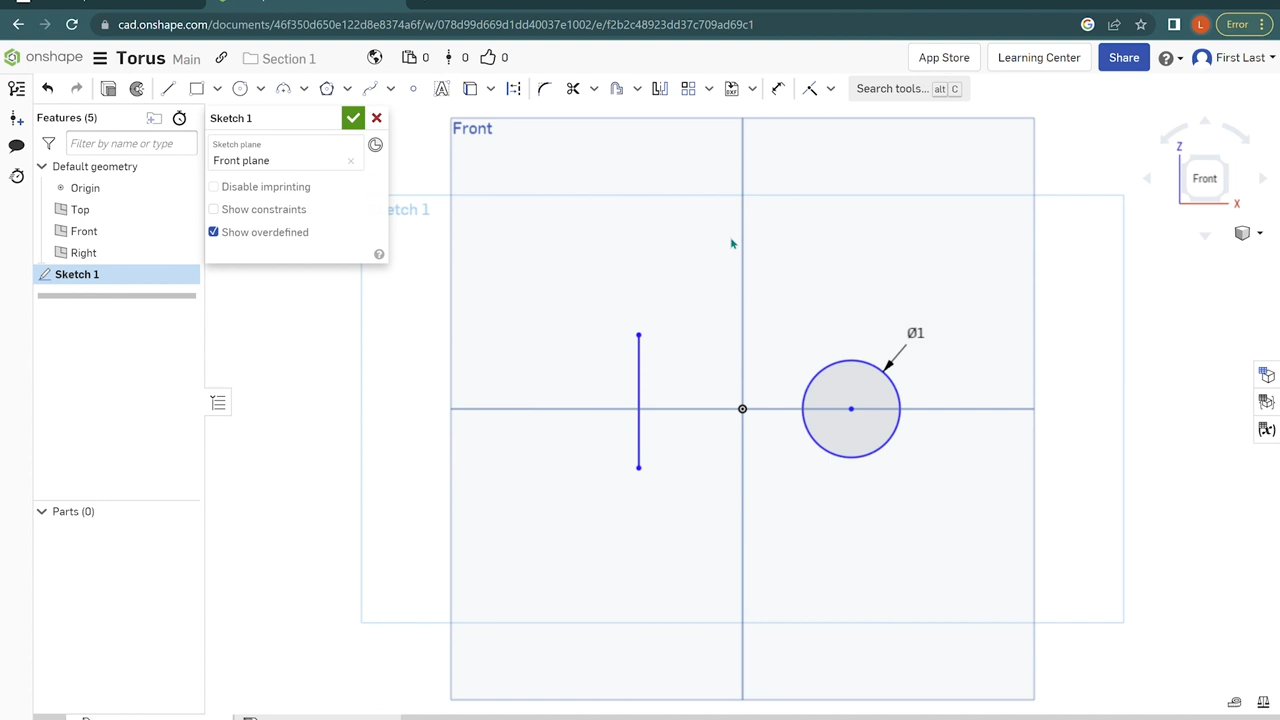 cad.onshape.com/documents/46f350d650e122d8e8374a6f/w/078d99d669d1dd40037e1002/e/f2b2c48923dd37c709ad69c1
L
Error
onshape
Torus Main
Section 1
0
0
0
App Store
Learning Center
Share
First Last
Search tools... alt C
Features (5)
Filter by name or type
Default geometry
Origin
Top
Front
Right
Sketch 1
Parts (0)
Sketch 1
Sketch plane
Front plane
Disable imprinting
Show constraints
Show overdefined
Front
etch 1
Ø1
Z
Front
X